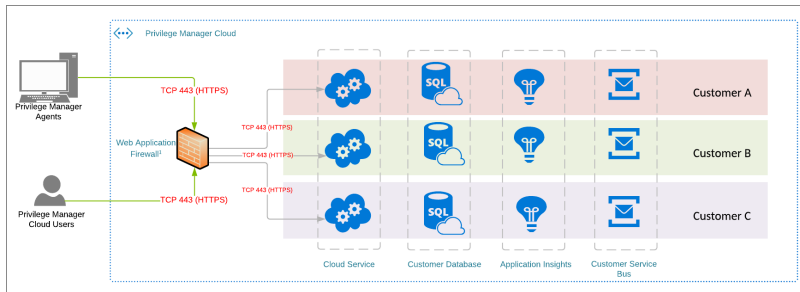 Privilege Manager Cloud
TCP 443 (HTTPS)
Privilege Manager
Agents
Web Application
Firewall¹
TCP 443 (HTTPS)
TCP 443 (HTTPS)
TCP 443 (HTTPS)
TCP 443 (HTTPS)
Privilege Manager
Cloud Users
SQL
Customer A
SQL
Customer B
SQL
Customer C
Cloud Service
Customer Database
Application Insights
Customer Service
Bus